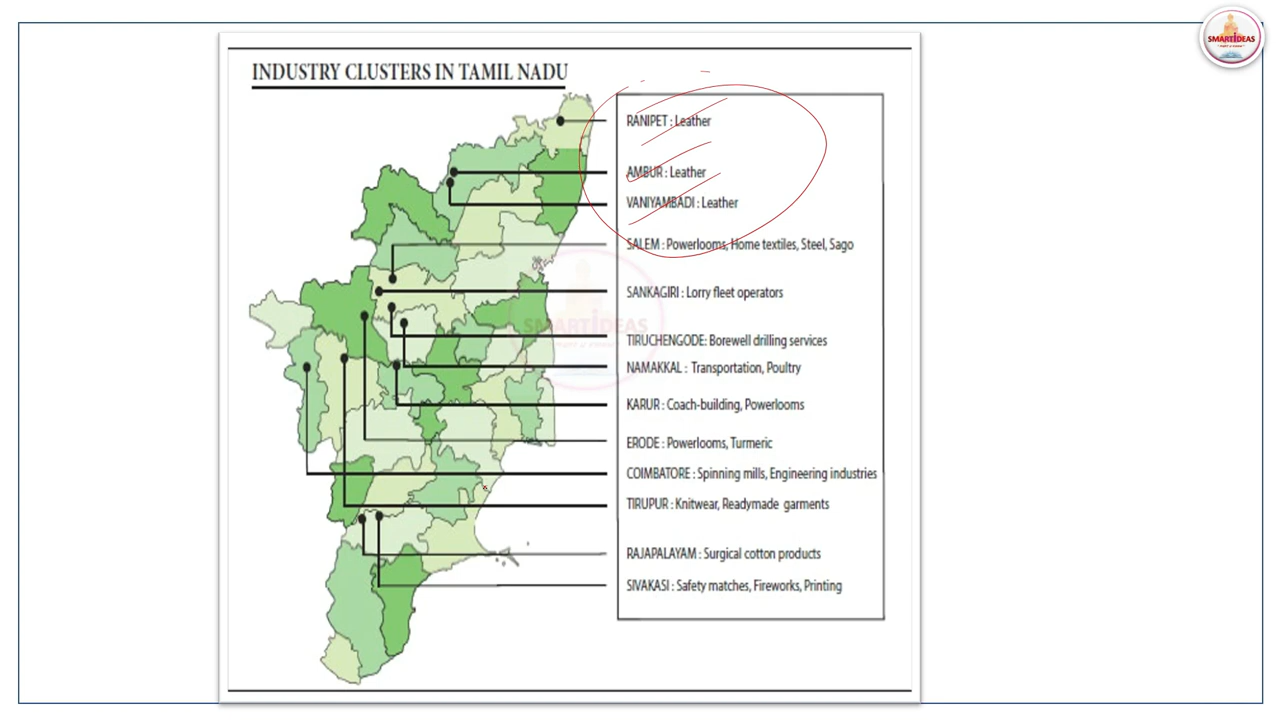 SMARTIDEAS
INDUSTRY CLUSTERS IN TAMIL NADU
RANIPET : Leather
AMBUR : Leather
VANIYAMBADI : Leather
SALEM : Powerlooms, Home textiles, Steel, Sago
SANKAGIRI : Lorry fleet operators
SMARTIDEAS
TIRUCHENGODE: Borewell drilling services
NAMAKKAL : Transportation, Poultry
KARUR : Coach-building, Powerlooms
ERODE : Powerlooms, Turmeric
COIMBATORE : Spinning mills, Engineering industries
TIRUPUR : Knitwear, Readymade garments
RAJAPALAYAM : Surgical cotton products
SIVAKASI : Safety matches, Fireworks, Printing